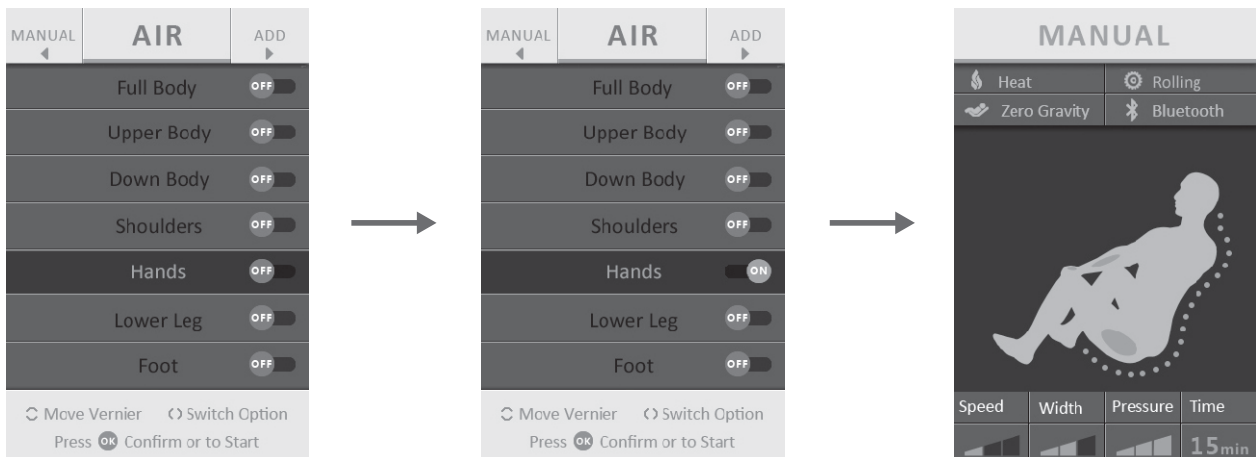 MANUAL AIR ADD
Full Body OFF
Upper Body OFF
Down Body OFF
Shoulders OFF
Hands OFF
Lower Leg OFF
Foot OFF
Move Vernier Switch Option
Press OK Confirm or to Start
MANUAL AIR ADD
Full Body OFF
Upper Body OFF
Down Body OFF
Shoulders OFF
Hands ON
Lower Leg OFF
Foot OFF
Move Vernier Switch Option
Press OK Confirm or to Start
MANUAL
Heat Rolling
Zero Gravity Bluetooth
Speed Width Pressure Time
15min